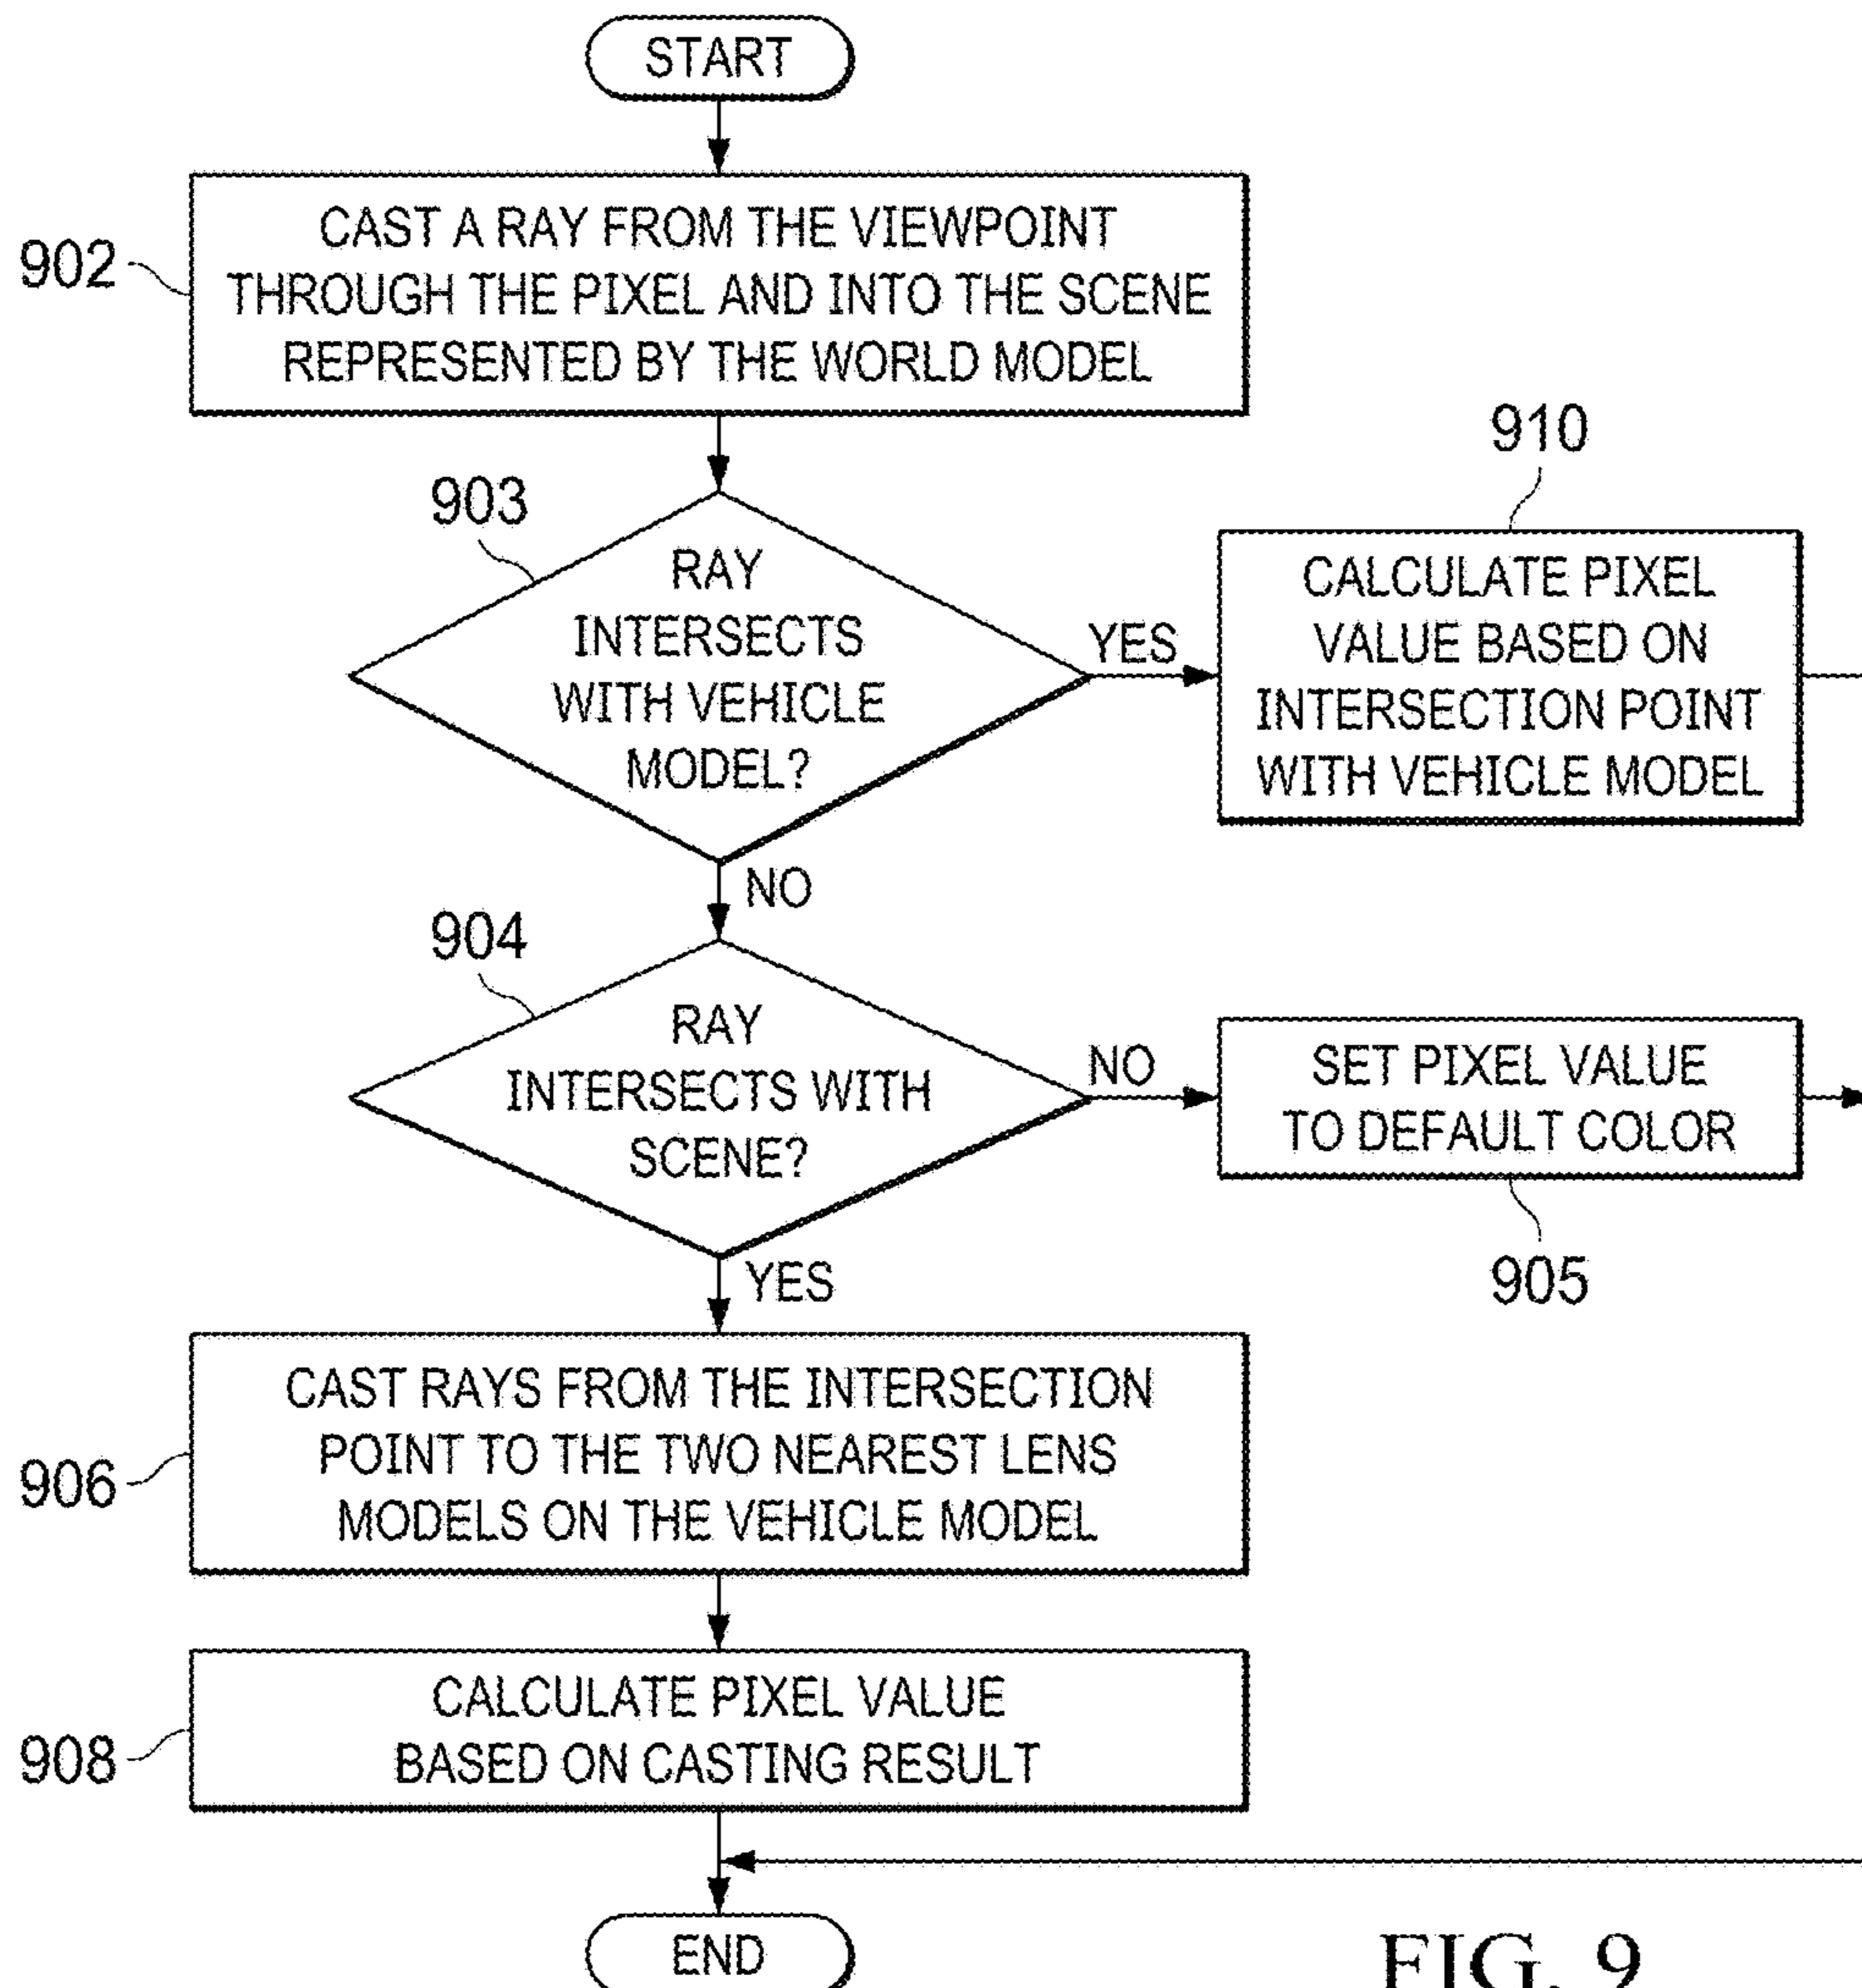 START
902
CAST A RAY FROM THE VIEWPOINT
THROUGH THE PIXEL AND INTO THE SCENE
REPRESENTED BY THE WORLD MODEL
903
RAY
INTERSECTS
WITH VEHICLE
MODEL?
YES
910
CALCULATE PIXEL
VALUE BASED ON
INTERSECTION POINT
WITH VEHICLE MODEL
NO
904
RAY
INTERSECTS WITH
SCENE?
NO
SET PIXEL VALUE
TO DEFAULT COLOR
905
YES
906
CAST RAYS FROM THE INTERSECTION
POINT TO THE TWO NEAREST LENS
MODELS ON THE VEHICLE MODEL
908
CALCULATE PIXEL VALUE
BASED ON CASTING RESULT
END
FIG. 9